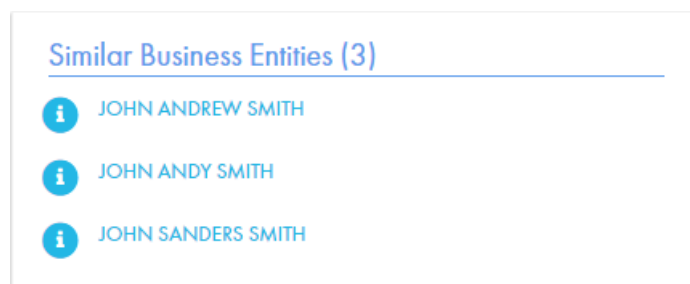 Similar Business Entities (3)
JOHN ANDREW SMITH
JOHN ANDY SMITH
JOHN SANDERS SMITH